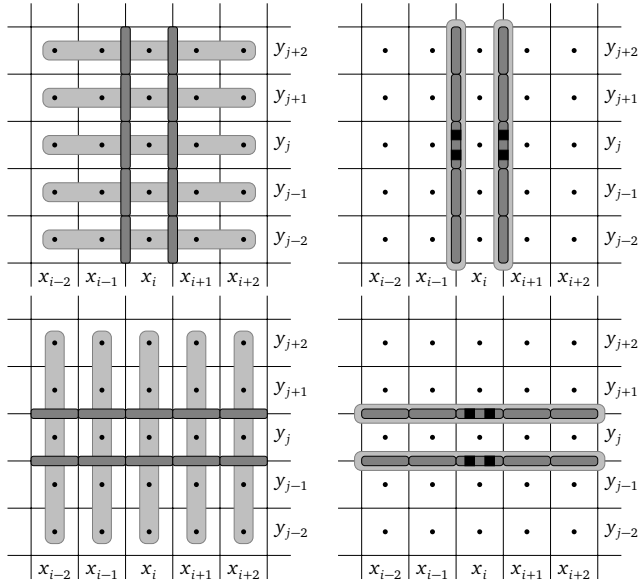 y_{j+2} y_{j+2}
y_{j+1} y_{j+1}
y_j y_j
y_{j−1} y_{j−1}
y_{j−2} y_{j−2}
x_{i−2} x_{i−1} x_i x_{i+1} x_{i+2} x_{i−2} x_{i−1} x_i x_{i+1} x_{i+2}
y_{j+2} y_{j+2}
y_{j+1} y_{j+1}
y_j y_j
y_{j−1} y_{j−1}
y_{j−2} y_{j−2}
x_{i−2} x_{i−1} x_i x_{i+1} x_{i+2} x_{i−2} x_{i−1} x_i x_{i+1} x_{i+2}